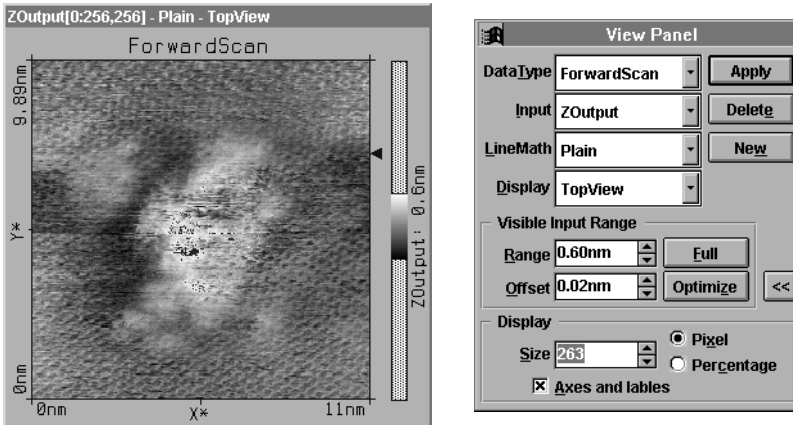 ZOutput[0:256,256] - Plain - TopView
ForwardScan
9.89nm
Y*
0nm
0nm
X*
11nm
ZOutput: 0.6nm
View Panel
DataType ForwardScan Apply
Input ZOutput Delete
LineMath Plain New
Display TopView
Visible Input Range
Range 0.60nm Full
Offset 0.02nm Optimize <<
Display
Size 263 Pixel
Percentage
Axes and lables